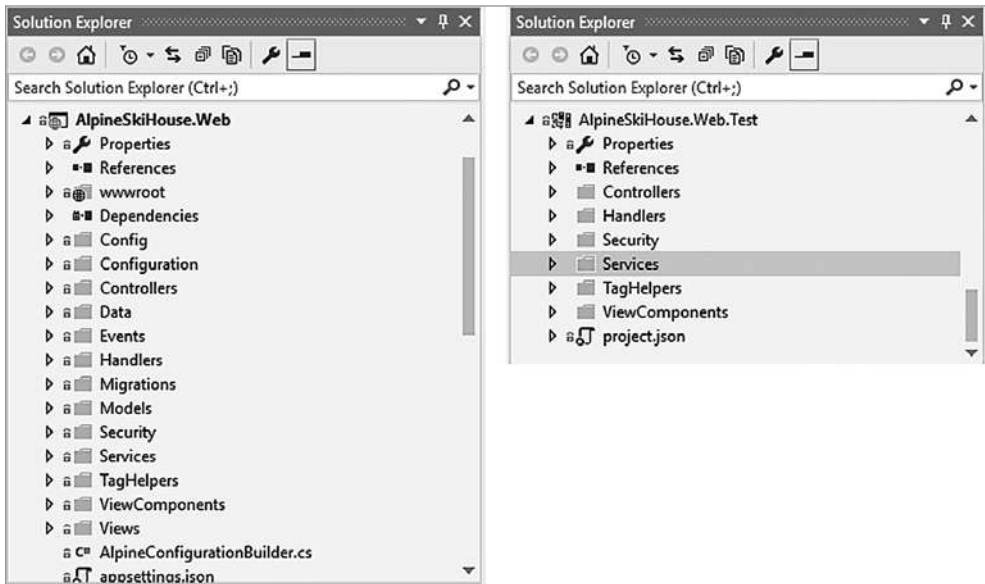 Solution Explorer
Search Solution Explorer (Ctrl+;)
AlpineSkiHouse.Web
Properties
References
wwwroot
Dependencies
Config
Configuration
Controllers
Data
Events
Handlers
Migrations
Models
Security
Services
TagHelpers
ViewComponents
Views
C# AlpineConfigurationBuilder.cs
appsettings.json
Solution Explorer
Search Solution Explorer (Ctrl+;)
AlpineSkiHouse.Web.Test
Properties
References
Controllers
Handlers
Security
Services
TagHelpers
ViewComponents
project.json